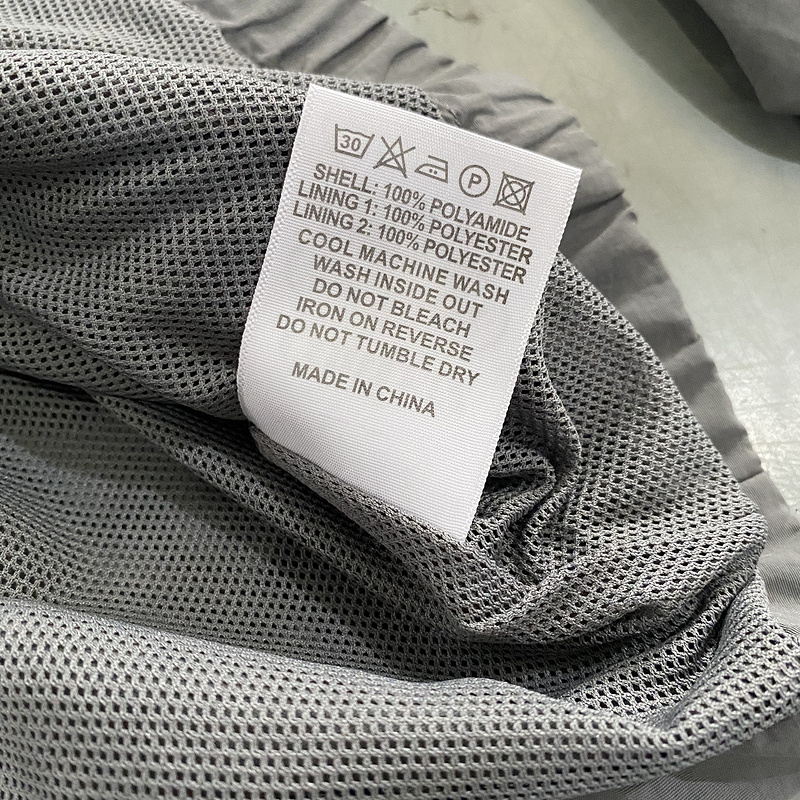 30 P
SHELL: 100% POLYAMIDE
LINING 1: 100% POLYESTER
LINING 2: 100% POLYESTER
COOL MACHINE WASH
WASH INSIDE OUT
DO NOT BLEACH
IRON ON REVERSE
DO NOT TUMBLE DRY
MADE IN CHINA